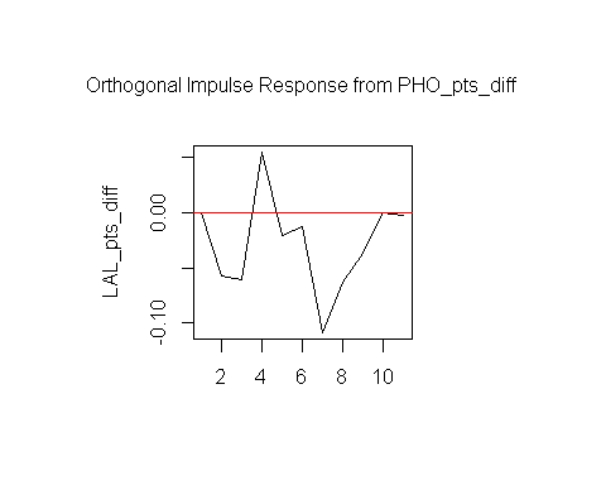 Orthogonal Impulse Response from PHO_pts_diff
LAL_pts_diff
0.00
-0.10
2 4 6 8 10